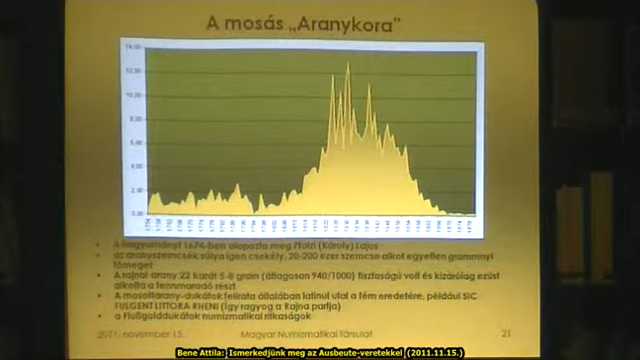 A mosás „Aranykora"
14.00
12.00
10.00
8.00
6.00
4.00
2.00
0.00
A hagyományt 1674-ben alapozta meg Pfalzi (Károly) Lajos
az aranyszemcsék súlya igen csekély, 20-200 ezer szemcse alkot egyetlen grammnyi
tömeget
A rajnai arany 22 karát 5-8 grain (átlagosan 940/1000) tisztaságú volt és kizárólag ezüst
alkotta a fennmaradó részt
A mosottarany-dukátok felirata általában latinul utal a fém eredetére, például SIC
FULGENT LITTORA RHENI (így ragyog a Rajna partja)
a Flußgolddukátok numizmatikai ritkaságok
2011. november 15.
Magyar Numizmatikai Társulat
21
Bene Attila: Ismerkedjünk meg az Ausbeute-veretekkel (2011.11.15.)